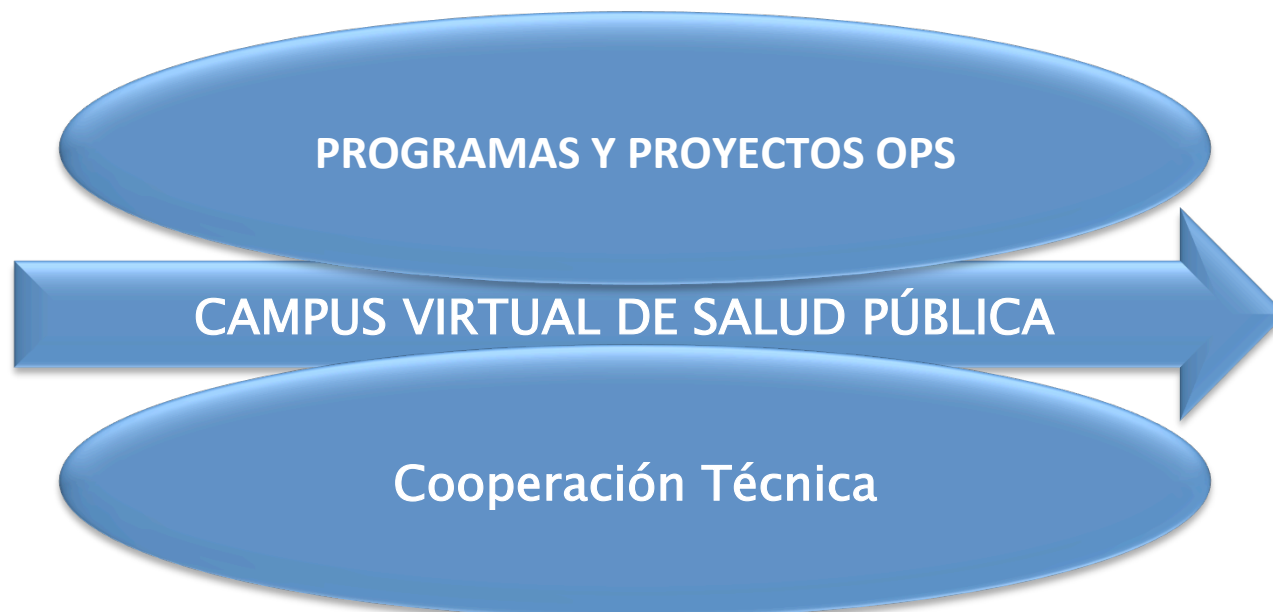 PROGRAMAS Y PROYECTOS OPS
CAMPUS VIRTUAL DE SALUD PÚBLICA
Cooperación Técnica